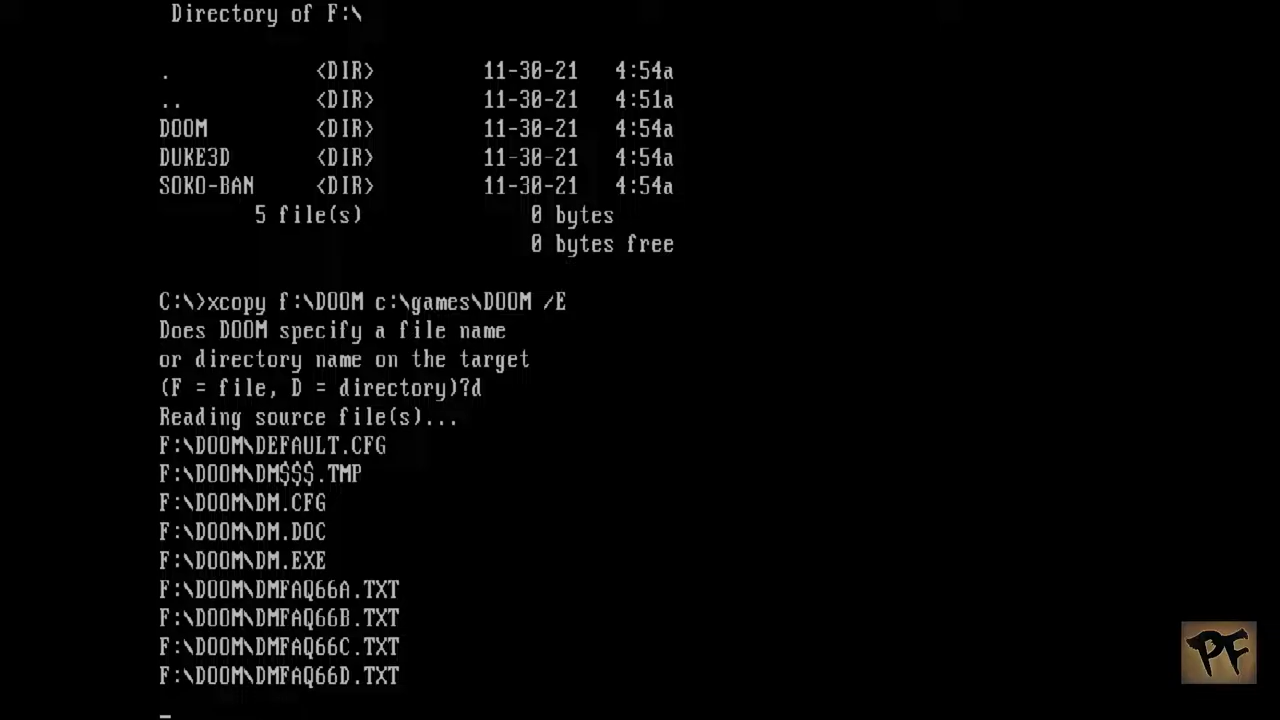 Directory of F:\
. <DIR> 11-30-21 4:54a
.. <DIR> 11-30-21 4:51a
DOOM <DIR> 11-30-21 4:54a
DUKE3D <DIR> 11-30-21 4:54a
SOKO-BAN <DIR> 11-30-21 4:54a
5 file(s) 0 bytes
0 bytes free
C:\>xcopy f:\DOOM c:\games\DOOM /E
Does DOOM specify a file name
or directory name on the target
(F = file, D = directory)?d
Reading source file(s)...
F:\DOOM\DEFAULT.CFG
F:\DOOM\DM$$$.TMP
F:\DOOM\DM.CFG
F:\DOOM\DM.DOC
F:\DOOM\DM.EXE
F:\DOOM\DMFAQ66A.TXT
F:\DOOM\DMFAQ66B.TXT
F:\DOOM\DMFAQ66C.TXT
F:\DOOM\DMFAQ66D.TXT
PF